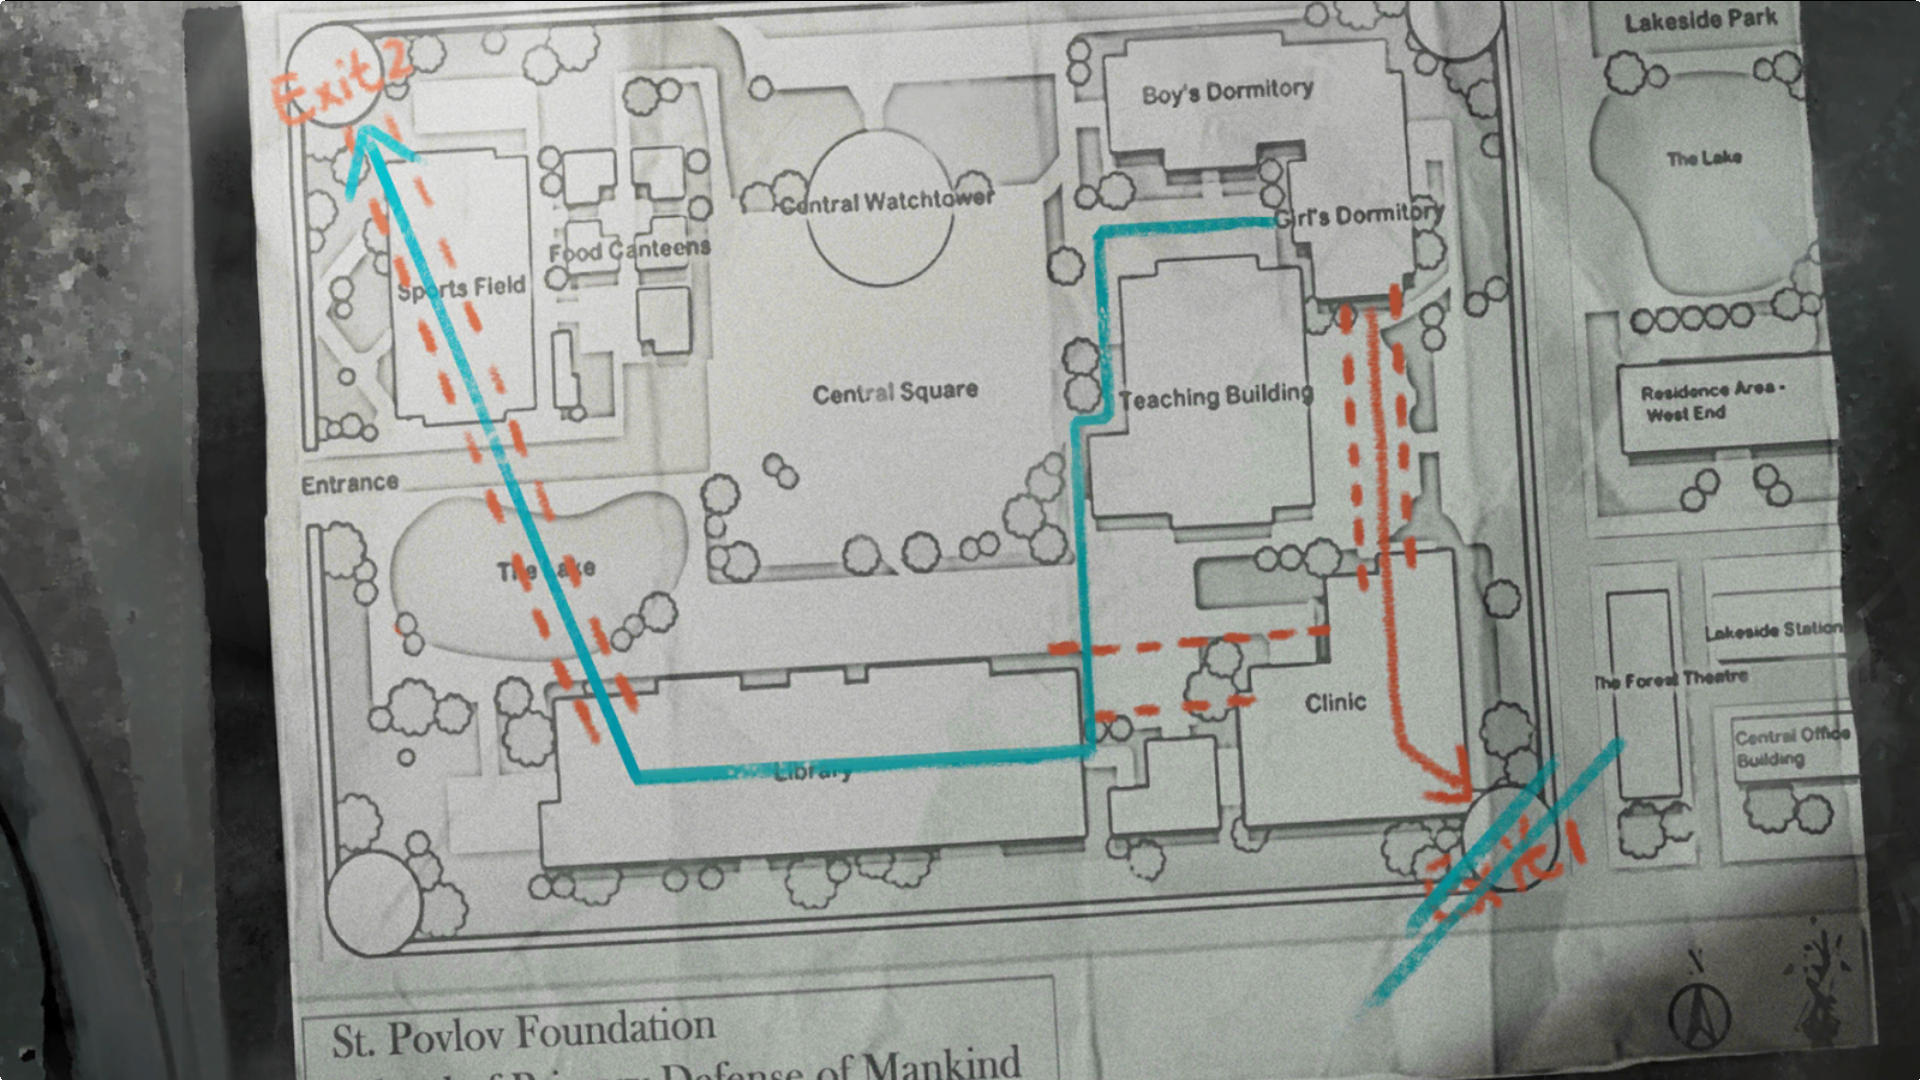 Lakeside Park
Exit 2
Boy's Dormitory
The Lake
Central Watchtower
Girl's Dormitory
Food Canteens
Sports Field
Central Square
Teaching Building
Residence Area -
West End
Entrance
The Lake
Lakeside Station
The Forest Theatre
Clinic
Central Office
Building
Library
Exit 1
St. Povlov Foundation
of Primary Defense of Mankind